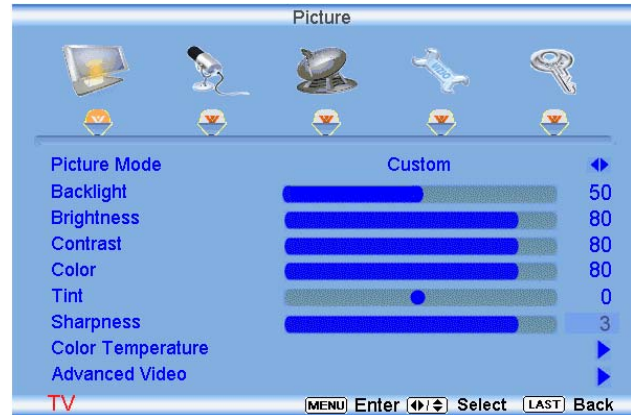 Picture
VIZIO
Picture Mode Custom
Backlight 50
Brightness 80
Contrast 80
Color 80
Tint 0
Sharpness 3
Color Temperature
Advanced Video
TV MENU Enter Select LAST Back